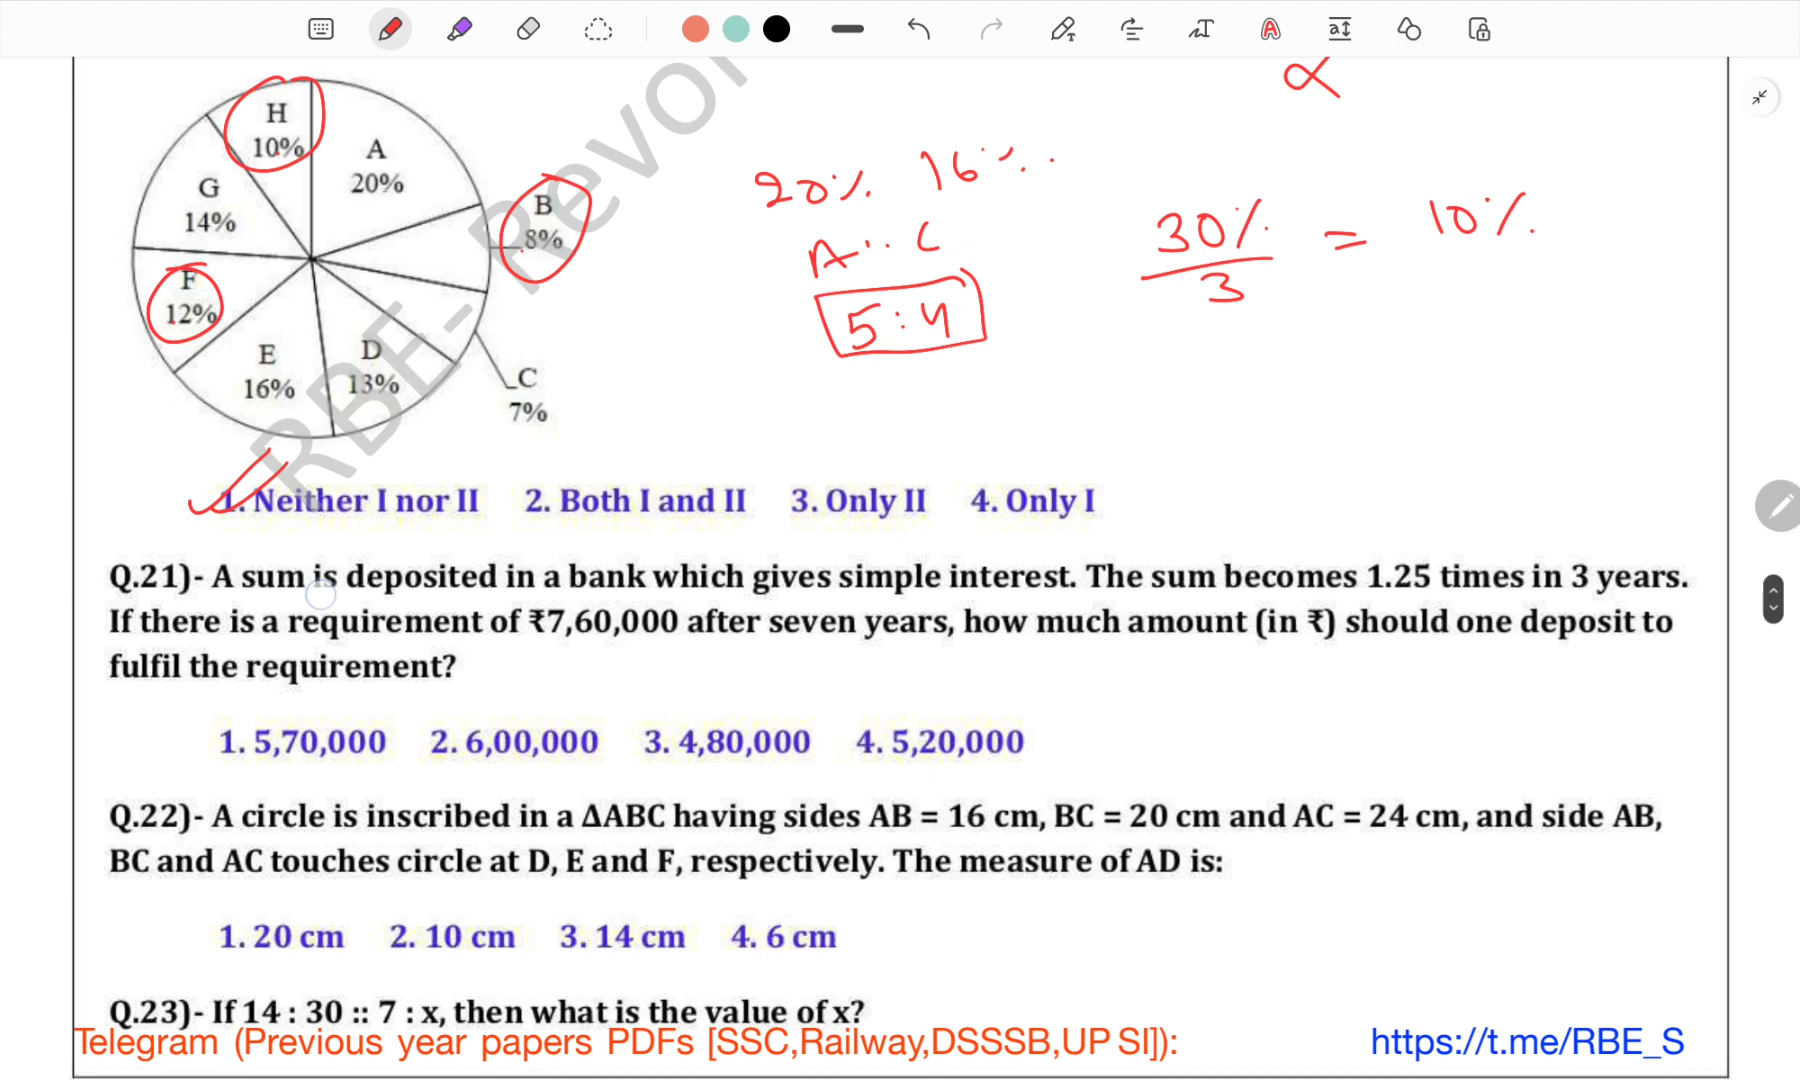 H
10%
A
20%
G
14%
B
8%
F
12%
E
16%
D
13%
C
7%
RBE- Revol
20% 16%.
A : C
5:4
30% = 10%
3
1. Neither I nor II 2. Both I and II 3. Only II 4. Only I
Q.21)- A sum is deposited in a bank which gives simple interest. The sum becomes 1.25 times in 3 years.
If there is a requirement of ₹7,60,000 after seven years, how much amount (in ₹) should one deposit to
fulfil the requirement?
1. 5,70,000 2. 6,00,000 3. 4,80,000 4. 5,20,000
Q.22)- A circle is inscribed in a ΔABC having sides AB = 16 cm, BC = 20 cm and AC = 24 cm, and side AB,
BC and AC touches circle at D, E and F, respectively. The measure of AD is:
1. 20 cm 2. 10 cm 3. 14 cm 4. 6 cm
Q.23)- If 14 : 30 :: 7 : x, then what is the value of x?
Telegram (Previous year papers PDFs [SSC,Railway,DSSSB,UP SI]): https://t.me/RBE_S